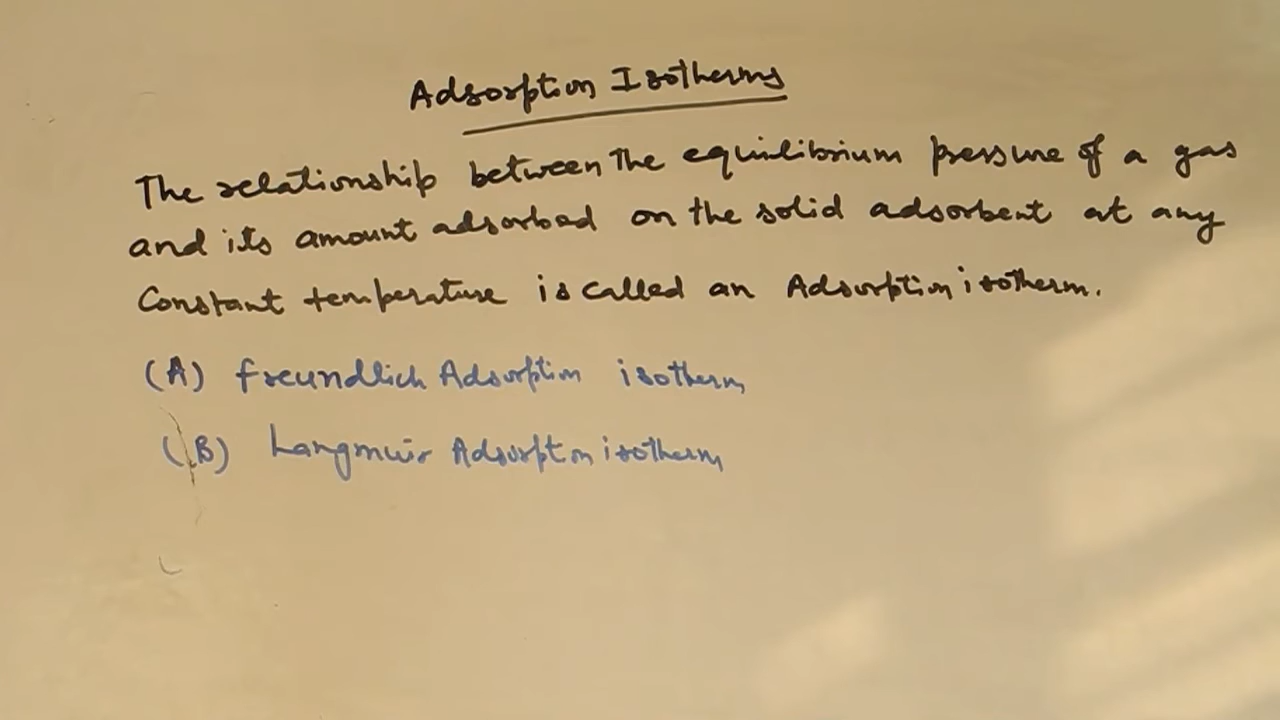 Adsorption Isotherms
The relationship between the equilibrium pressure of a gas
and its amount adsorbed on the solid adsorbent at any
Constant temperature is called an Adsorption isotherm.
(A) freundlich Adsorption isotherm
(B) Langmuir Adsorption isotherm